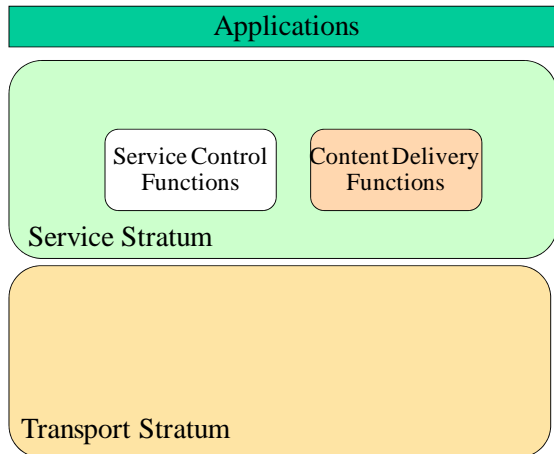 Applications
Service Control
Functions
Content Delivery
Functions
Service Stratum
Transport Stratum